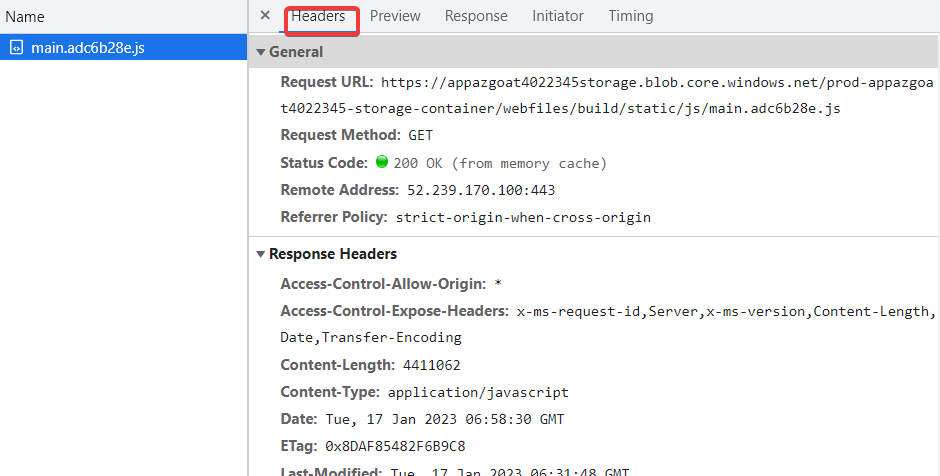 Name
main.adc6b28e.js
× Headers Preview Response Initiator Timing
General
Request URL: https://appazgoat4022345storage.blob.core.windows.net/prod-appazgoa
t4022345-storage-container/webfiles/build/static/js/main.adc6b28e.js
Request Method: GET
Status Code: 200 OK (from memory cache)
Remote Address: 52.239.170.100:443
Referrer Policy: strict-origin-when-cross-origin
Response Headers
Access-Control-Allow-Origin: *
Access-Control-Expose-Headers: x-ms-request-id,Server,x-ms-version,Content-Length,
Date,Transfer-Encoding
Content-Length: 4411062
Content-Type: application/javascript
Date: Tue, 17 Jan 2023 06:58:30 GMT
ETag: 0x8DAF85482F6B9C8
Last-Modified: Tue, 17 Jan 2023 06:31:48 GMT